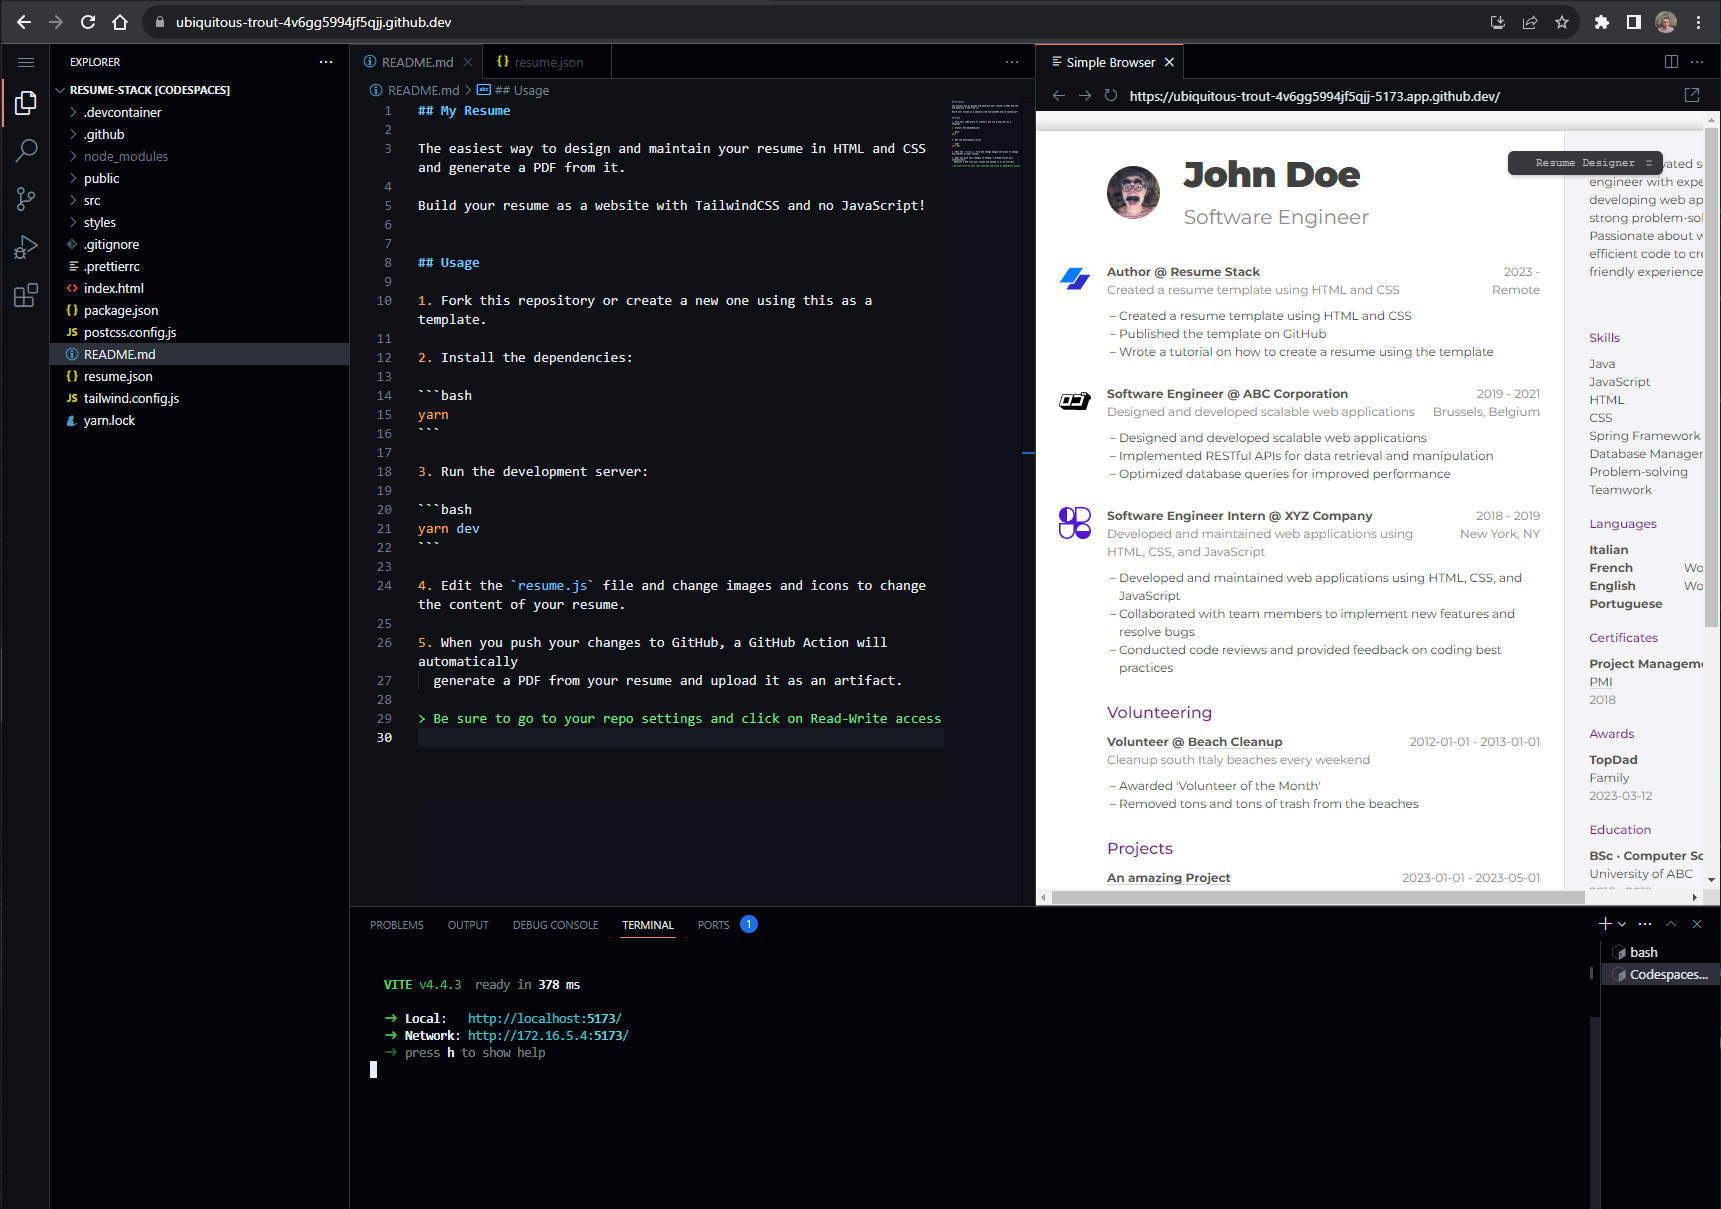 ubiquitous-trout-4v6gg5994jf5qjj.github.dev
EXPLORER
RESUME-STACK [CODESPACES]
.devcontainer
.github
node_modules
public
src
styles
.gitignore
.prettierrc
index.html
package.json
postcss.config.js
README.md
resume.json
tailwind.config.js
yarn.lock
README.md
resume.json
README.md > ## Usage
1 ## My Resume
2
3 The easiest way to design and maintain your resume in HTML and CSS
and generate a PDF from it.
4
5 Build your resume as a website with TailwindCSS and no JavaScript!
6
7
8 ## Usage
9
10 1. Fork this repository or create a new one using this as a
template.
11
12 2. Install the dependencies:
13
14 ```bash
15 yarn
16 ```
17
18 3. Run the development server:
19
20 ```bash
21 yarn dev
22 ```
23
24 4. Edit the `resume.js` file and change images and icons to change
the content of your resume.
25
26 5. When you push your changes to GitHub, a GitHub Action will
automatically
27 generate a PDF from your resume and upload it as an artifact.
28
29 > Be sure to go to your repo settings and click on Read-Write access
30
Simple Browser
https://ubiquitous-trout-4v6gg5994jf5qjj-5173.app.github.dev/
Resume Designer
John Doe
Software Engineer
Author @ Resume Stack 2023 -
Created a resume template using HTML and CSS Remote
– Created a resume template using HTML and CSS
– Published the template on GitHub
– Wrote a tutorial on how to create a resume using the template
Software Engineer @ ABC Corporation 2019 - 2021
Designed and developed scalable web applications Brussels, Belgium
– Designed and developed scalable web applications
– Implemented RESTful APIs for data retrieval and manipulation
– Optimized database queries for improved performance
Software Engineer Intern @ XYZ Company 2018 - 2019
Developed and maintained web applications using New York, NY
HTML, CSS, and JavaScript
– Developed and maintained web applications using HTML, CSS, and
JavaScript
– Collaborated with team members to implement new features and
resolve bugs
– Conducted code reviews and provided feedback on coding best
practices
Volunteering
Volunteer @ Beach Cleanup 2012-01-01 - 2013-01-01
Cleanup south Italy beaches every weekend
– Awarded 'Volunteer of the Month'
– Removed tons and tons of trash from the beaches
Projects
An amazing Project 2023-01-01 - 2023-05-01
vated s
engineer with expe
developing web ap
strong problem-sol
Passionate about w
efficient code to cre
friendly experience
Skills
Java
JavaScript
HTML
CSS
Spring Framework
Database Manager
Problem-solving
Teamwork
Languages
Italian
French Wo
English Wo
Portuguese
Certificates
Project Manageme
PMI
2018
Awards
TopDad
Family
2023-03-12
Education
BSc · Computer Sc
University of ABC
PROBLEMS OUTPUT DEBUG CONSOLE TERMINAL PORTS 1
VITE v4.4.3 ready in 378 ms
➜ Local: http://localhost:5173/
➜ Network: http://172.16.5.4:5173/
➜ press h to show help
bash
Codespaces...